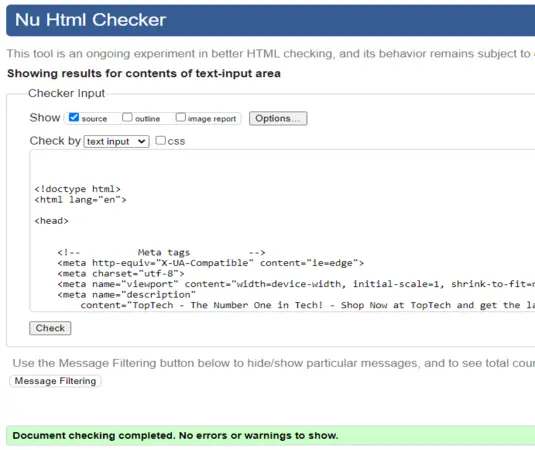 Nu Html Checker
This tool is an ongoing experiment in better HTML checking, and its behavior remains subject to
Showing results for contents of text-input area
Checker Input
Show source outline image report Options...
Check by text input css
<!doctype html>
<html lang="en">
<head>
<!-- Meta tags -->
<meta http-equiv="X-UA-Compatible" content="ie=edge">
<meta charset="utf-8">
<meta name="viewport" content="width=device-width, initial-scale=1, shrink-to-fit=
<meta name="description"
content="TopTech - The Number One in Tech! - Shop Now at TopTech and get the la
Check
Use the Message Filtering button below to hide/show particular messages, and to see total cou
Message Filtering
Document checking completed. No errors or warnings to show.